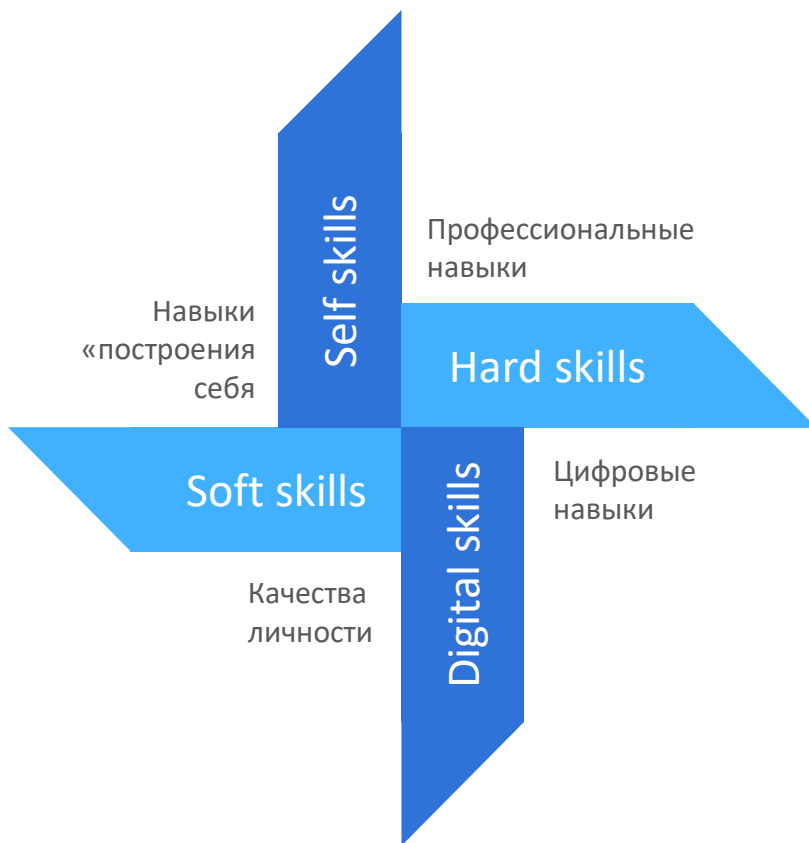 Self skills
Профессиональные
навыки
Навыки
«построения
себя
Hard skills
Soft skills
Цифровые
навыки
Digital skills
Качества
личности